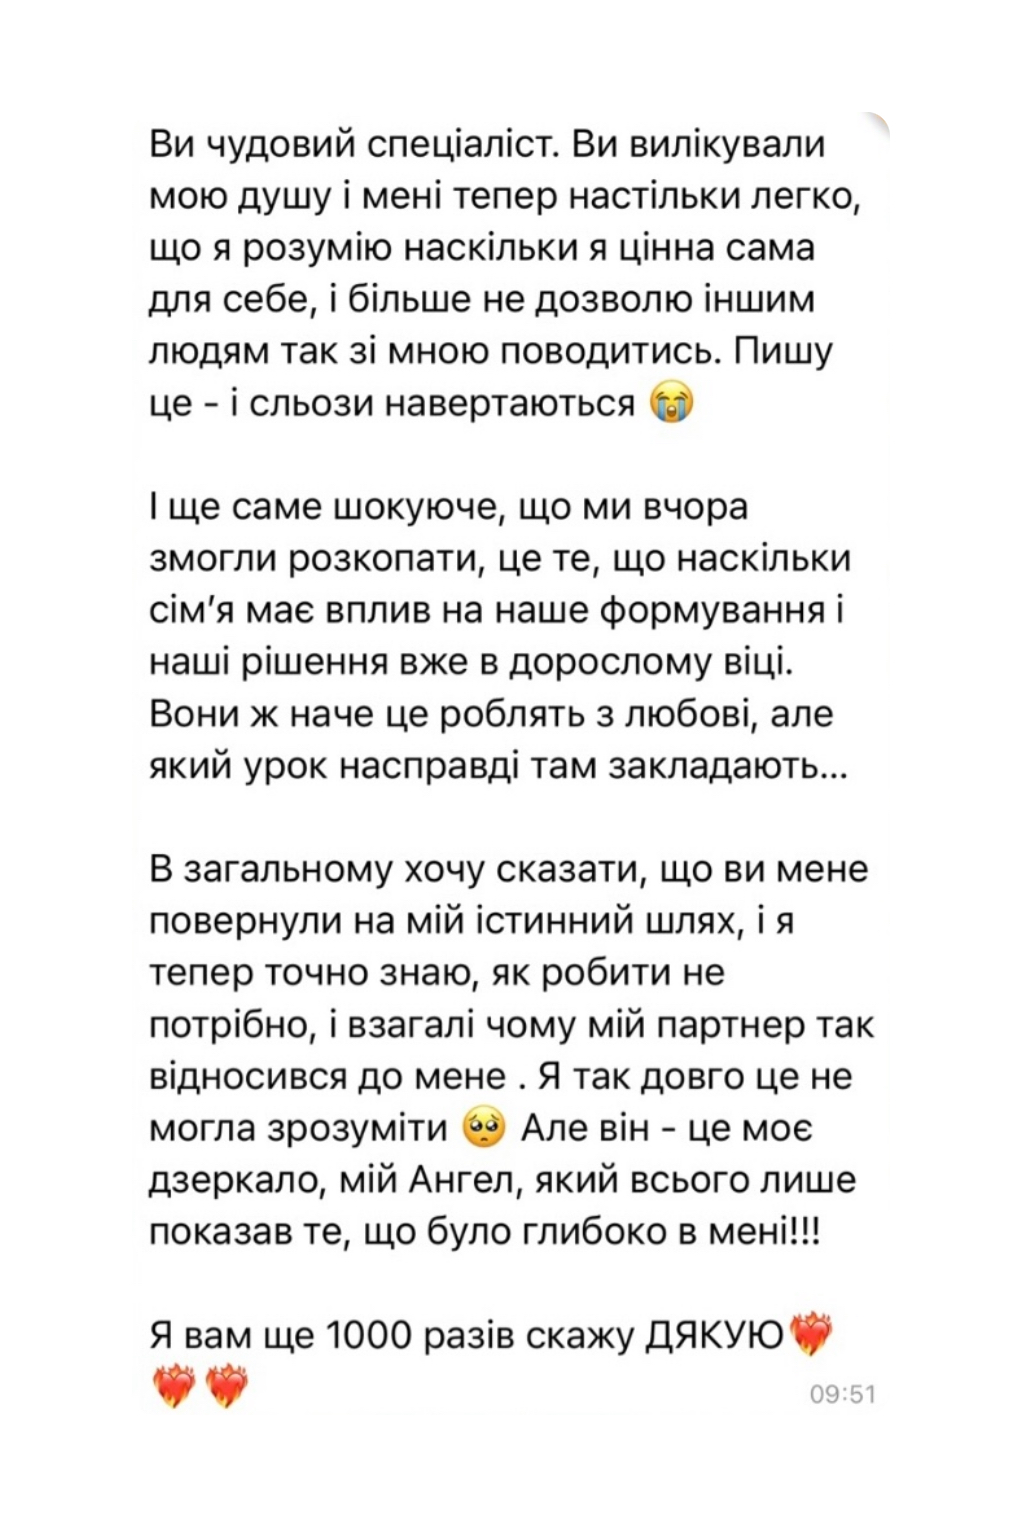 Ви чудовий спеціаліст. Ви вилікували
мою душу і мені тепер настільки легко,
що я розумію наскільки я цінна сама
для себе, і більше не дозволю іншим
людям так зі мною поводитись. Пишу
це - і сльози навертаються 😭
І ще саме шокуюче, що ми вчора
змогли розкопати, це те, що наскільки
сім’я має вплив на наше формування і
наші рішення вже в дорослому віці.
Вони ж наче це роблять з любові, але
який урок насправді там закладають...
В загальному хочу сказати, що ви мене
повернули на мій істинний шлях, і я
тепер точно знаю, як робити не
потрібно, і взагалі чому мій партнер так
відносився до мене . Я так довго це не
могла зрозуміти 🥺 Але він - це моє
дзеркало, мій Ангел, який всього лише
показав те, що було глибоко в мені!!!
Я вам ще 1000 разів скажу ДЯКУЮ❤️‍🔥
❤️‍🔥❤️‍🔥
09:51